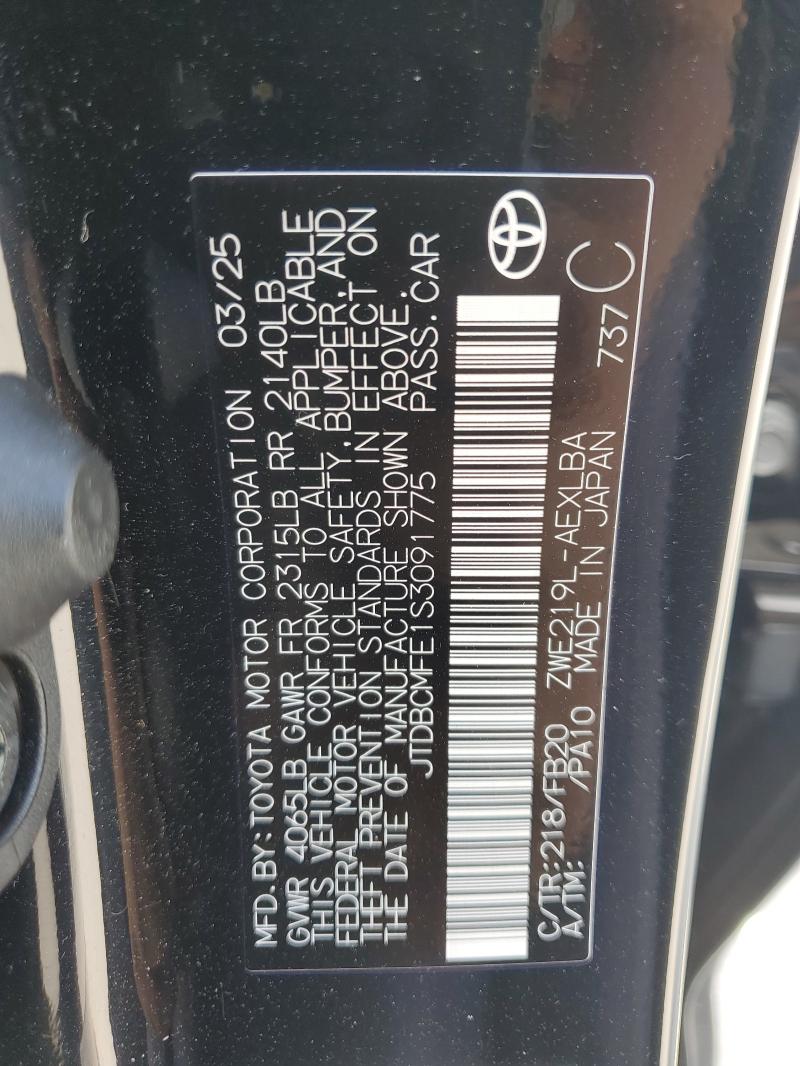 MFD.BY:TOYOTA MOTOR CORPORATION 03/25
GVWR 4065LB GAWR FR 2315LB RR 2140LB
THIS VEHICLE CONFORMS TO ALL APPLICABLE
FEDERAL MOTOR VEHICLE SAFETY,BUMPER,AND
THEFT PREVENTION STANDARDS IN EFFECT ON
THE DATE OF MANUFACTURE SHOWN ABOVE.
JTDBCMFE1S3091775 PASS.CAR
C/TR:218/FB20 ZWE219L-AEXLBA 737 C
A/TM: /PA10 MADE IN JAPAN